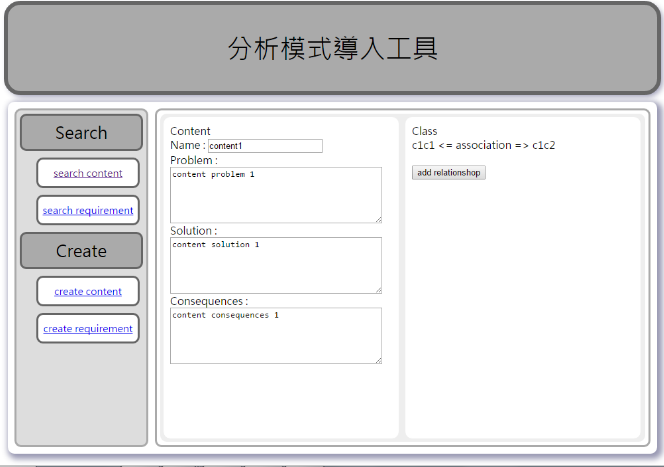 分析模式導入工具
Search
search content
search requirement
Create
create content
create requirement
Content
Name : content1
Problem :
content problem 1
Solution :
content solution 1
Consequences :
content consequences 1
Class
c1c1 <= association => c1c2
add relationshop